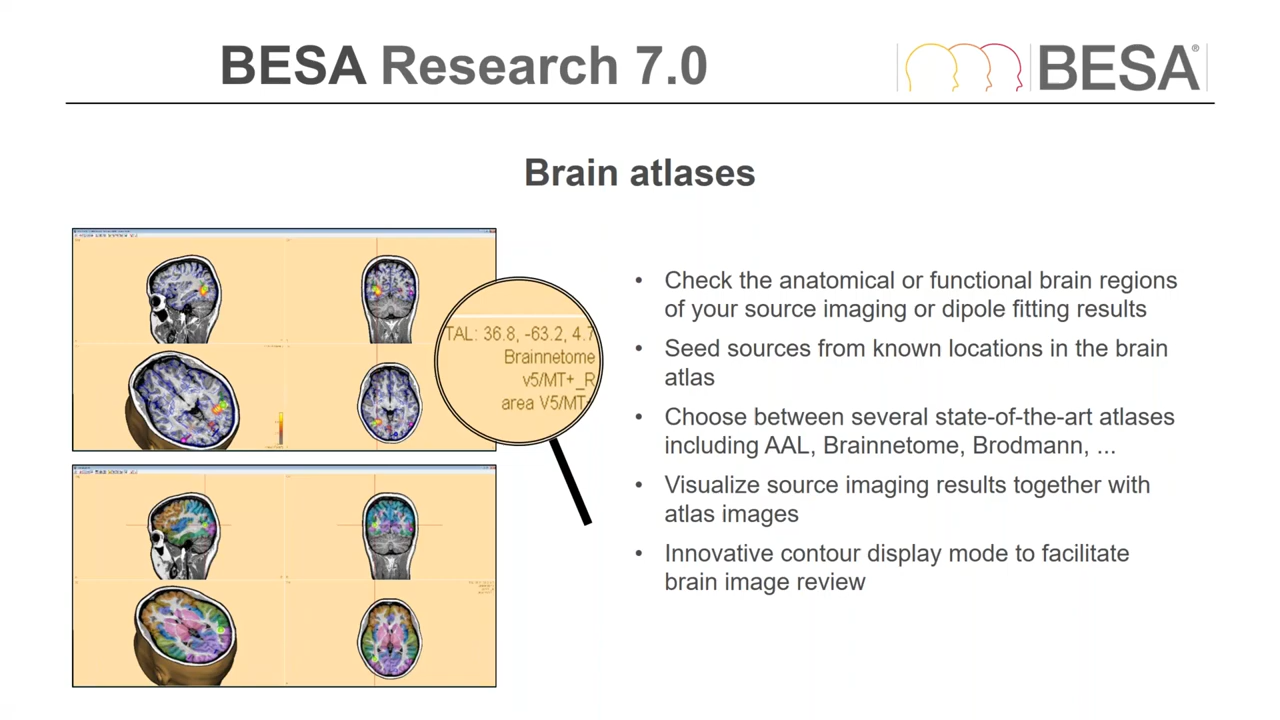 BESA Research 7.0
BESA®
Brain atlases
TAL: 36.8, -63.2, 4.7
Brainnetome
v5/MT+_R
area V5/MT+
• Check the anatomical or functional brain regions
of your source imaging or dipole fitting results
• Seed sources from known locations in the brain
atlas
• Choose between several state-of-the-art atlases
including AAL, Brainnetome, Brodmann, ...
• Visualize source imaging results together with
atlas images
• Innovative contour display mode to facilitate
brain image review